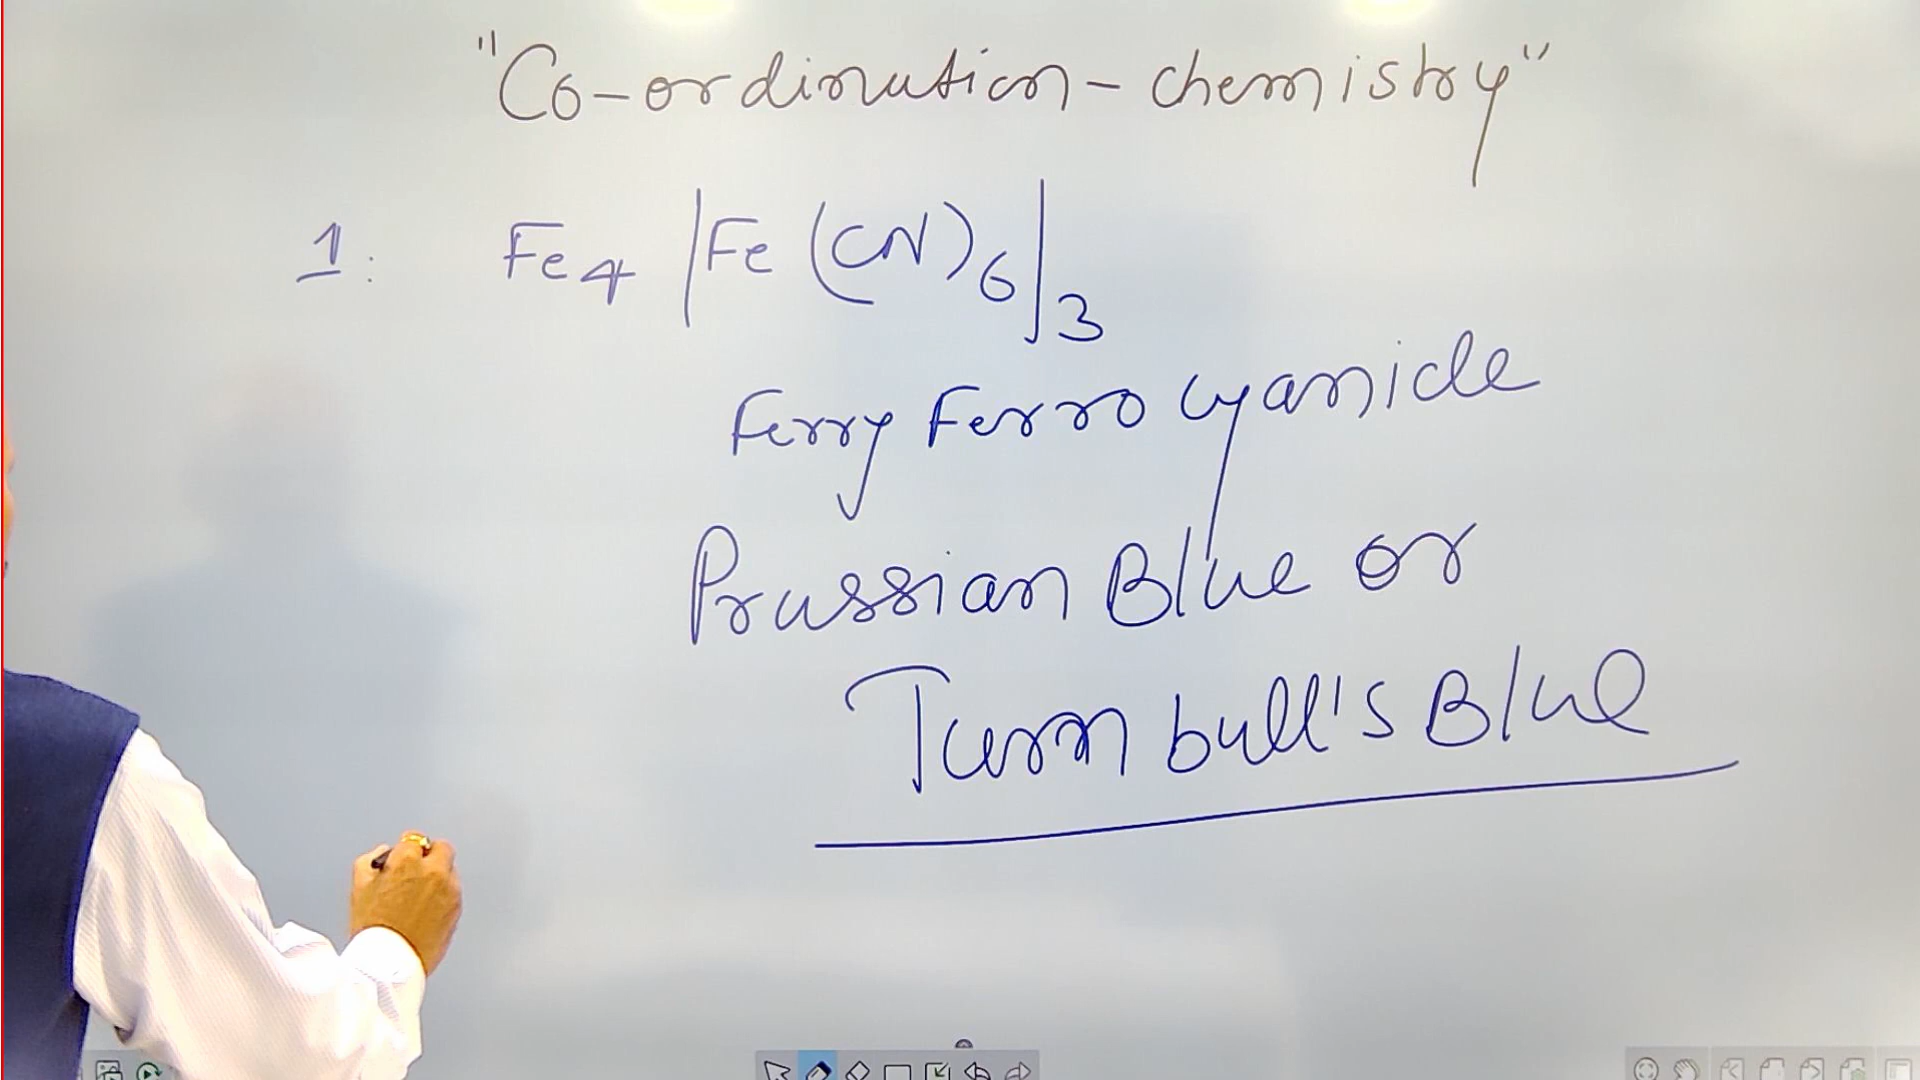 "Co-ordination-chemistry"
1: Fe4 |Fe(CN)6|3
Ferry Ferro cyanide
Prussian Blue or
Turn bull's Blue